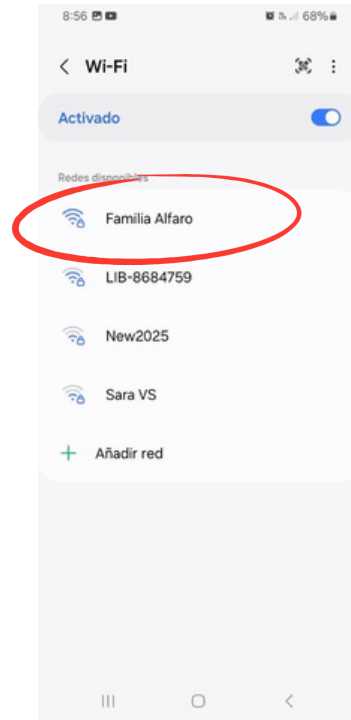 8:56
68%
Wi-Fi
Activado
Redes disponibles
Familia Alfaro
LIB-8684759
New2025
Sara VS
Añadir red